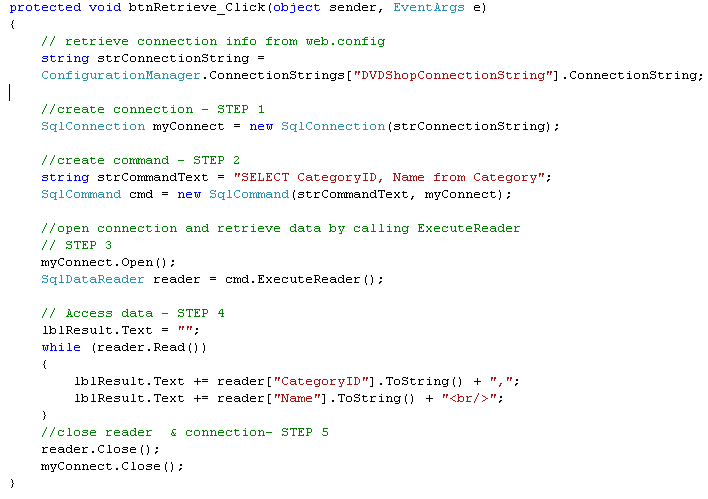 protected void btnRetrieve_Click(object sender, EventArgs e)
{
    // retrieve connection info from web.config
    string strConnectionString =
    ConfigurationManager.ConnectionStrings["DVDShopConnectionString"].ConnectionString;
    //create connection - STEP 1
    SqlConnection myConnect = new SqlConnection(strConnectionString);
    //create command - STEP 2
    string strCommandText = "SELECT CategoryID, Name from Category";
    SqlCommand cmd = new SqlCommand(strCommandText, myConnect);
    //open connection and retrieve data by calling ExecuteReader
    // STEP 3
    myConnect.Open();
    SqlDataReader reader = cmd.ExecuteReader();
    // Access data - STEP 4
    lblResult.Text = "";
    while (reader.Read())
    {
        lblResult.Text += reader["CategoryID"].ToString() + ",";
        lblResult.Text += reader["Name"].ToString() + "<br/>";
    }
    //close reader  & connection- STEP 5
    reader.Close();
    myConnect.Close();
}